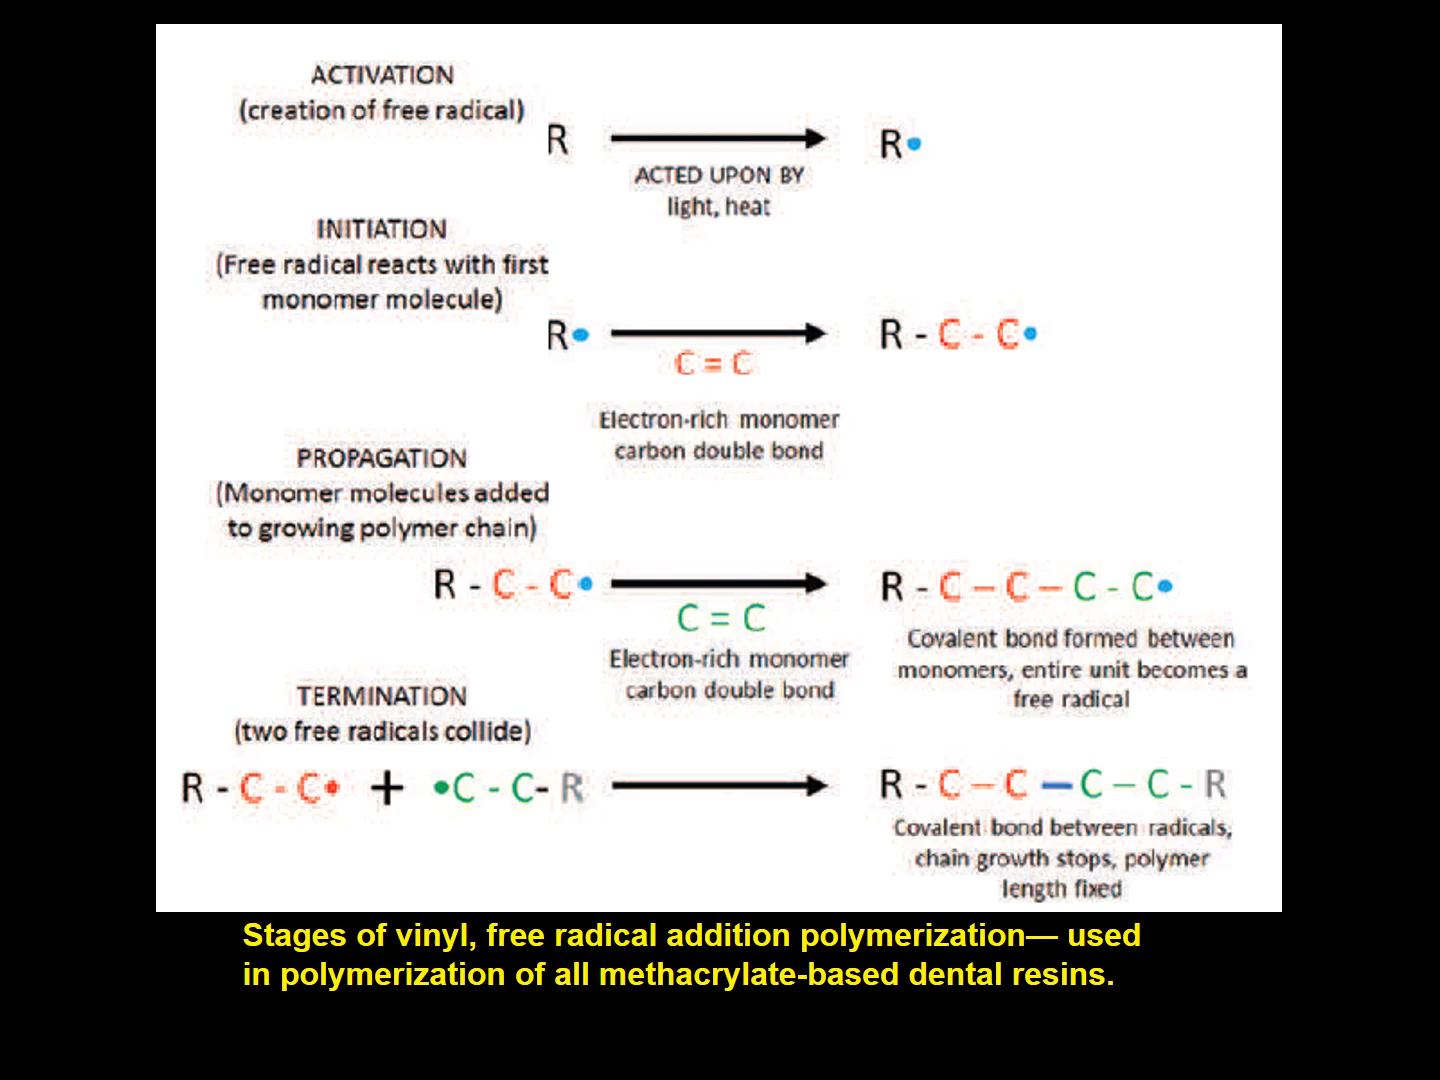 ACTIVATION
(creation of free radical)
R
R•
ACTED UPON BY
light, heat
INITIATION
(Free radical reacts with first
monomer molecule)
R•
R - C - C•
C = C
Electron-rich monomer
carbon double bond
PROPAGATION
(Monomer molecules added
to growing polymer chain)
R - C - C•
R - C – C – C - C•
C = C
Electron-rich monomer
carbon double bond
Covalent bond formed between
monomers, entire unit becomes a
free radical
TERMINATION
(two free radicals collide)
R - C - C• + •C - C- R
R - C – C – C – C - R
Covalent bond between radicals,
chain growth stops, polymer
length fixed
Stages of vinyl, free radical addition polymerization— used
in polymerization of all methacrylate-based dental resins.